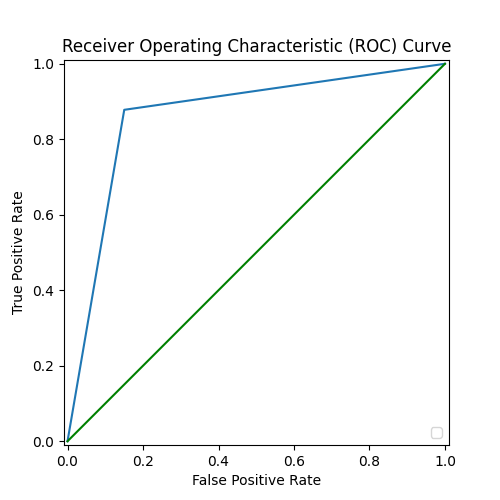 Receiver Operating Characteristic (ROC) Curve
1.0
0.8
0.6
0.4
0.2
0.0
True Positive Rate
0.0 0.2 0.4 0.6 0.8 1.0
False Positive Rate